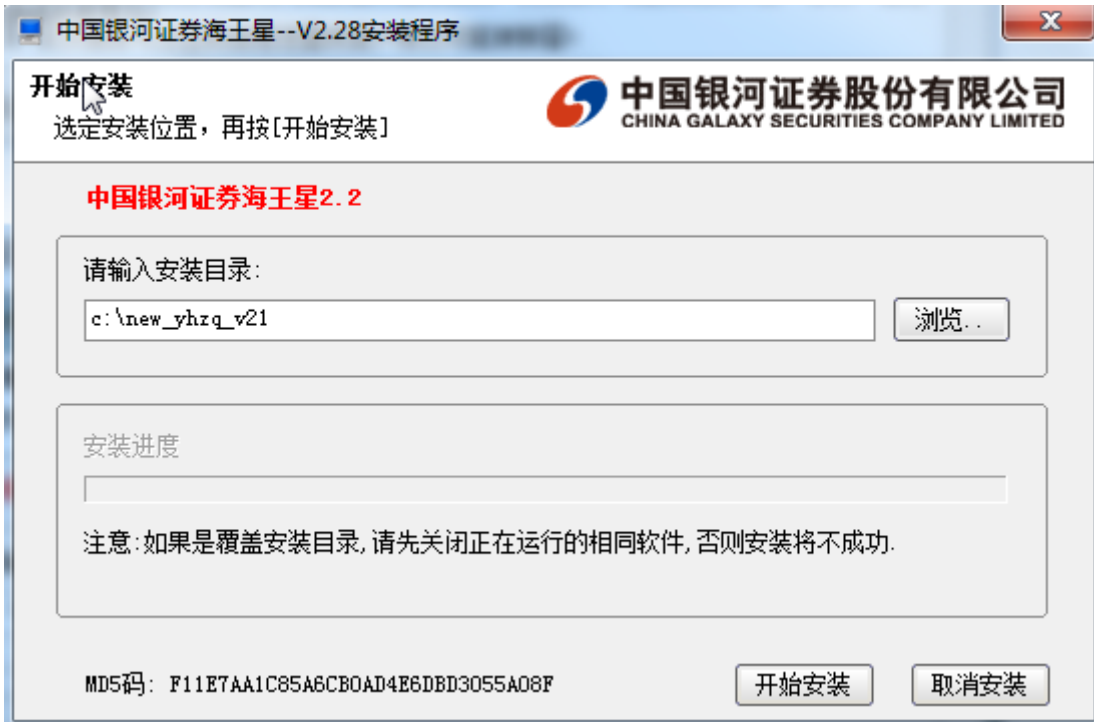 中国银河证券海王星--V2.28安装程序
开始安装
选定安装位置，再按[开始安装]
中国银河证券股份有限公司
CHINA GALAXY SECURITIES COMPANY LIMITED
中国银河证券海王星2.2
请输入安装目录:
c:\new_yhzq_v21
浏览..
安装进度
注意:如果是覆盖安装目录,请先关闭正在运行的相同软件,否则安装将不成功.
MD5码: F11E7AA1C85A6CB0AD4E6DBD3055A08F
开始安装
取消安装